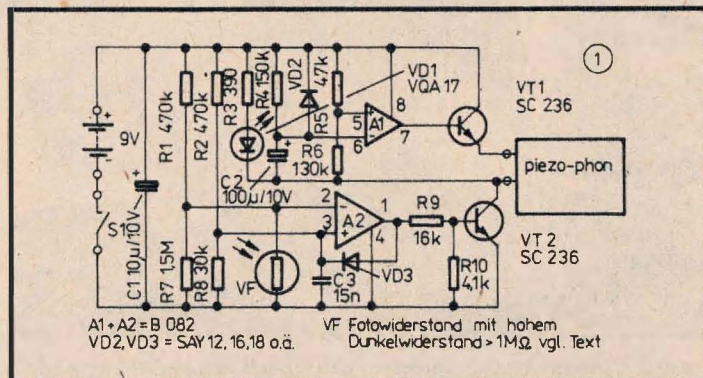 1
9V
S1
C1 10µ/10V
R1 470k
R2 470k
R3 390
R4 150k
VD2
R5
47k
VD1
VQA 17
5
6
A1
8
7
VT1
SC 236
piezo-phon
R6
130k
C2
100µ/10V
2
3
A2
1
4
R9
16k
VT 2
SC 236
R7 1,5M
R8 30k
VF
C3
15n
VD3
R10
4,1k
A1 + A2 = B 082
VD2,VD3 = SAY 12, 16,18 o.ä.
VF Fotowiderstand mit hohem
Dunkelwiderstand > 1MΩ vgl. Text